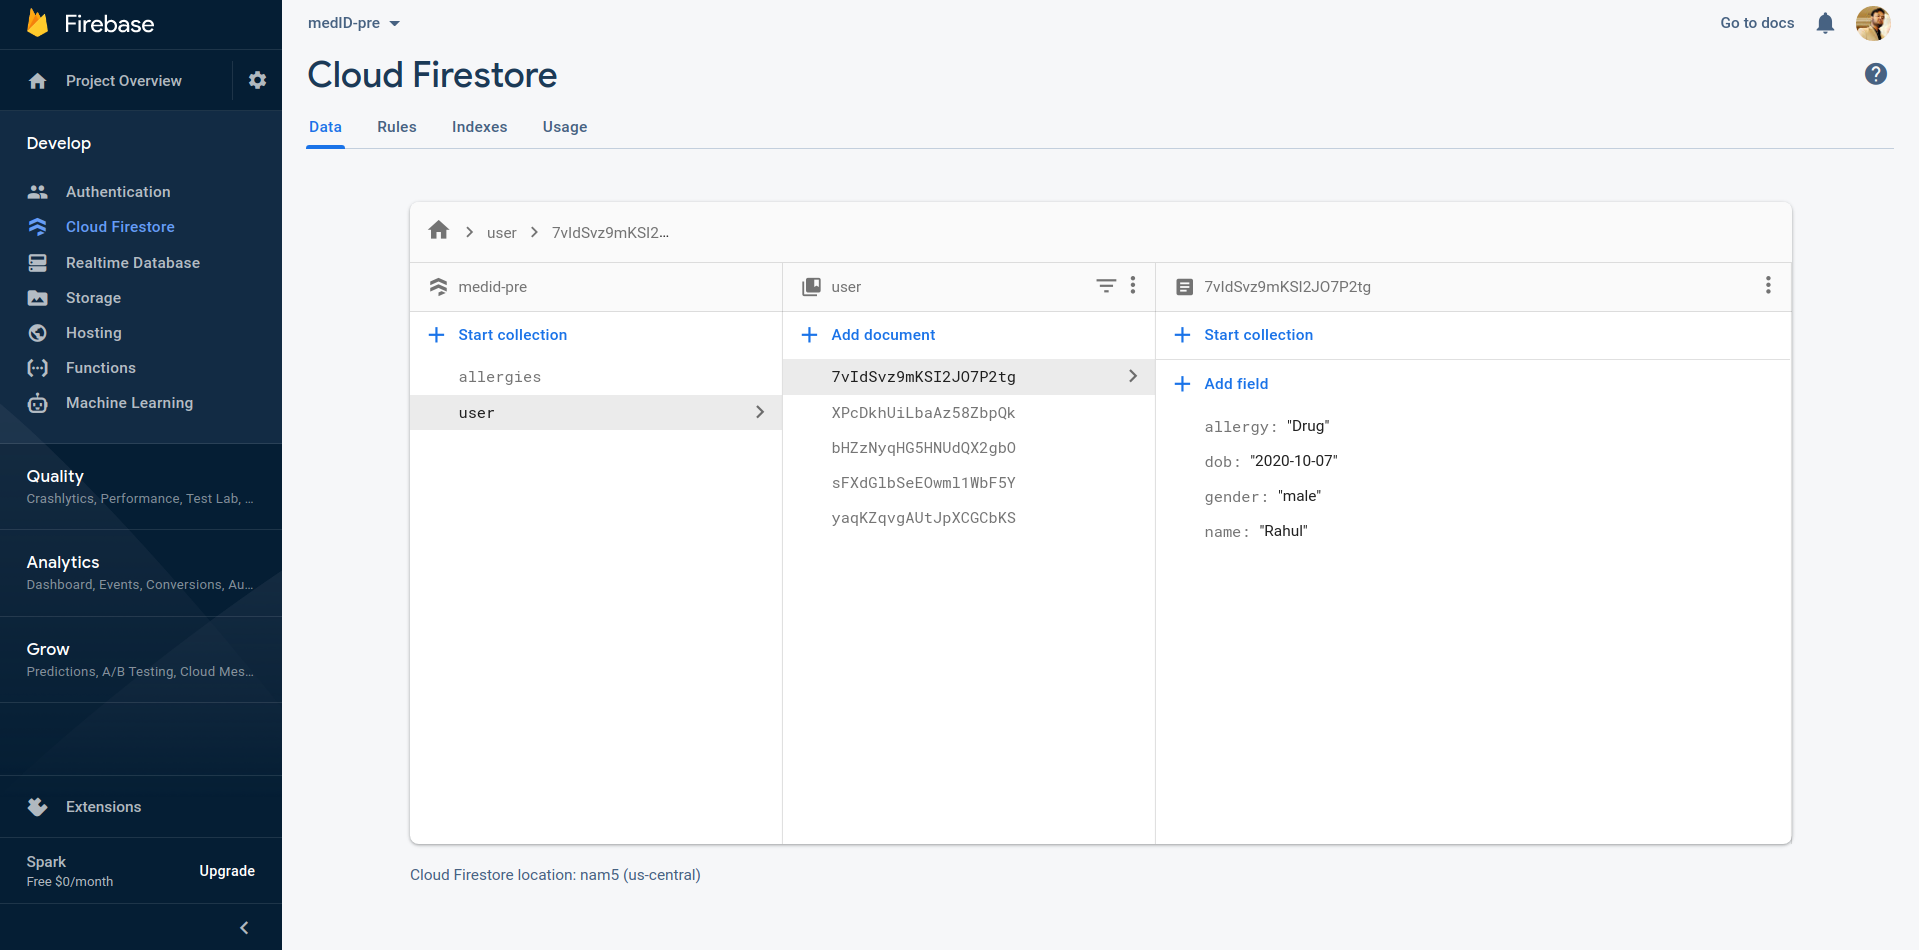 Firebase
Project Overview
Develop
Authentication
Cloud Firestore
Realtime Database
Storage
Hosting
Functions
Machine Learning
Quality
Crashlytics, Performance, Test Lab, ...
Analytics
Dashboard, Events, Conversions, Au...
Grow
Predictions, A/B Testing, Cloud Mes...
Extensions
Spark
Free $0/month
Upgrade
medID-pre
Go to docs
Cloud Firestore
?
Data Rules Indexes Usage
user
7vIdSvz9mKSI2...
medid-pre
Start collection
allergies
user
user
Add document
7vIdSvz9mKSI2JO7P2tg
XPcDkhUiLbaAz58ZbpQk
bHZzNyqHG5HNUdQX2gbO
sFXdGlbSeEOwml1WbF5Y
yaqKZqvgAUtJpXCGCbKS
7vIdSvz9mKSI2JO7P2tg
Start collection
Add field
allergy: "Drug"
dob: "2020-10-07"
gender: "male"
name: "Rahul"
Cloud Firestore location: nam5 (us-central)